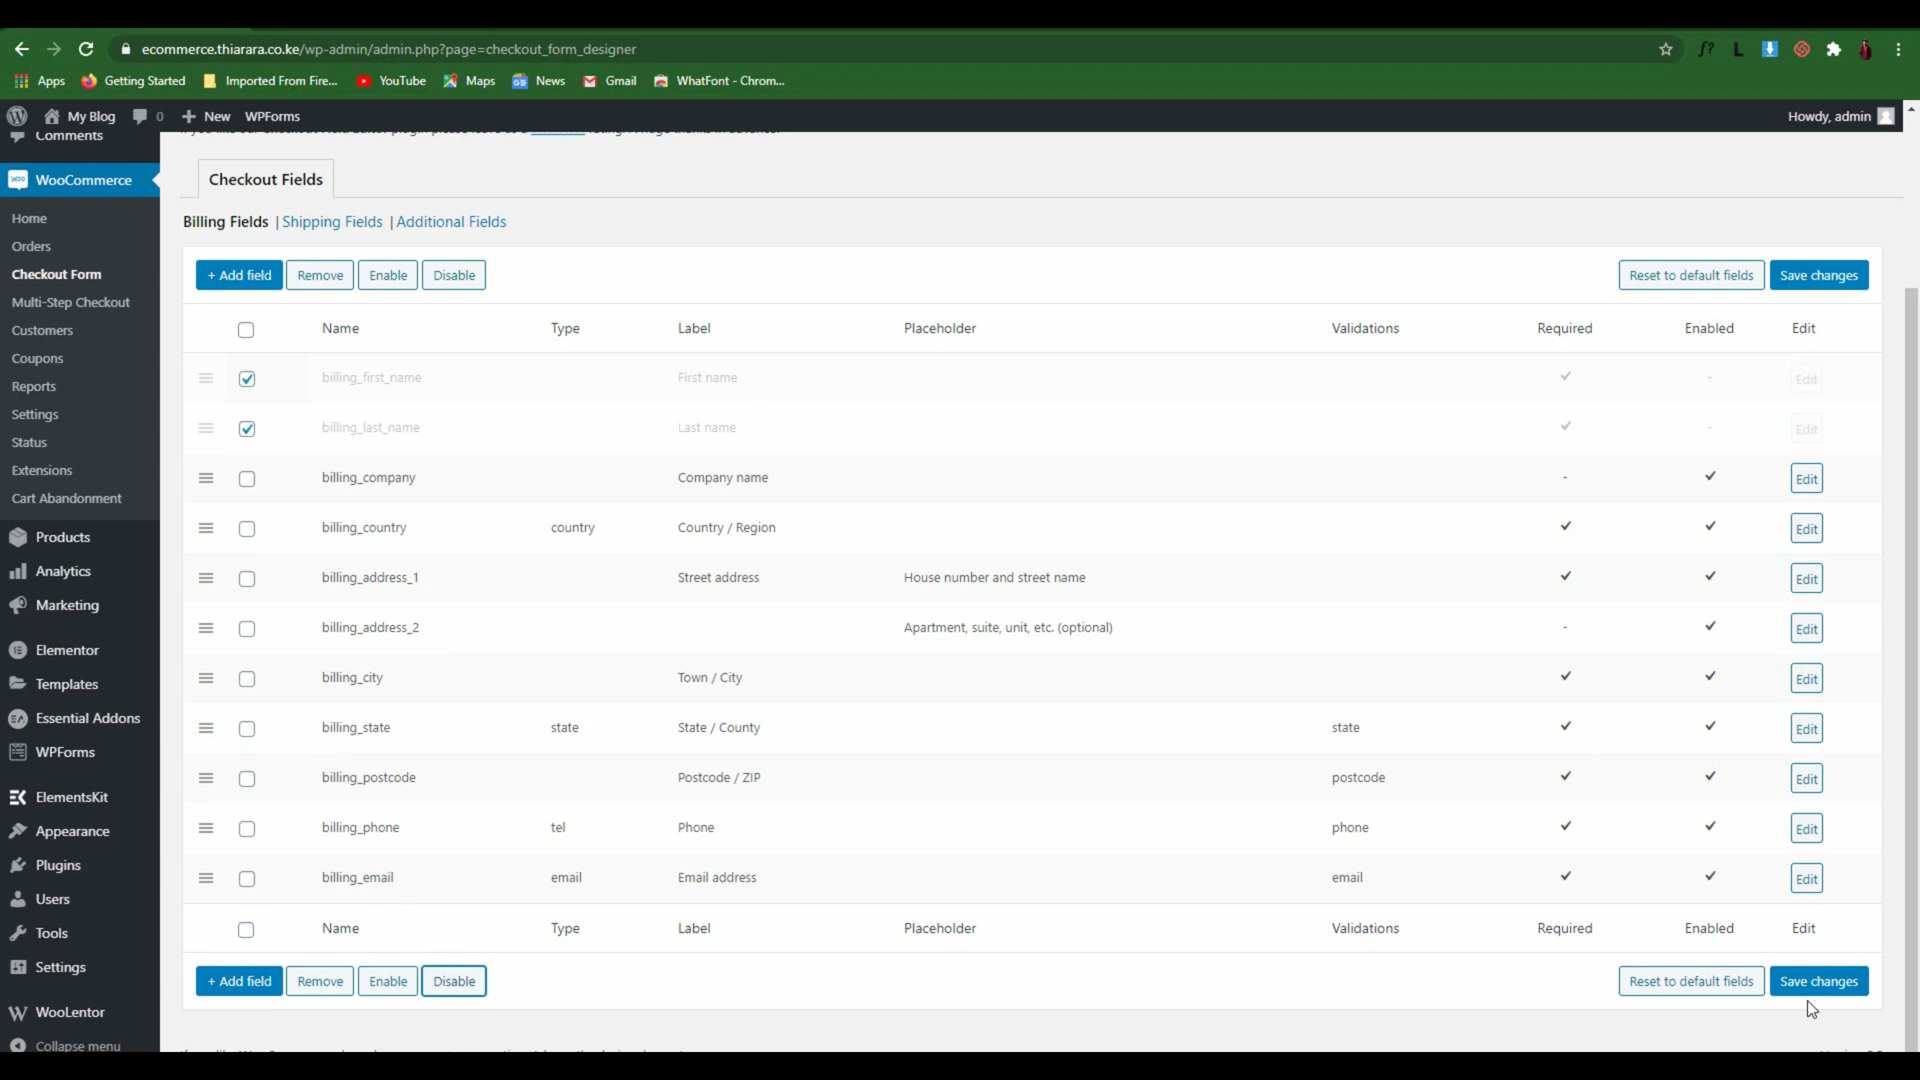 ecommerce.thiarara.co.ke/wp-admin/admin.php?page=checkout_form_designer
Apps Getting Started Imported From Fire... YouTube Maps News Gmail WhatFont - Chrom...
My Blog 0 New WPForms Howdy, admin
Comments
WooCommerce
Home
Orders
Checkout Form
Multi-Step Checkout
Customers
Coupons
Reports
Settings
Status
Extensions
Cart Abandonment
Products
Analytics
Marketing
Elementor
Templates
Essential Addons
WPForms
ElementsKit
Appearance
Plugins
Users
Tools
Settings
WooLentor
Collapse menu
Checkout Fields
Billing Fields | Shipping Fields | Additional Fields
+ Add field Remove Enable Disable Reset to default fields Save changes
Name Type Label Placeholder Validations Required Enabled Edit
billing_first_name First name - Edit
billing_last_name Last name - Edit
billing_company Company name - Edit
billing_country country Country / Region Edit
billing_address_1 Street address House number and street name Edit
billing_address_2 Apartment, suite, unit, etc. (optional) - Edit
billing_city Town / City Edit
billing_state state State / County state Edit
billing_postcode Postcode / ZIP postcode Edit
billing_phone tel Phone phone Edit
billing_email email Email address email Edit
Name Type Label Placeholder Validations Required Enabled Edit
+ Add field Remove Enable Disable Reset to default fields Save changes